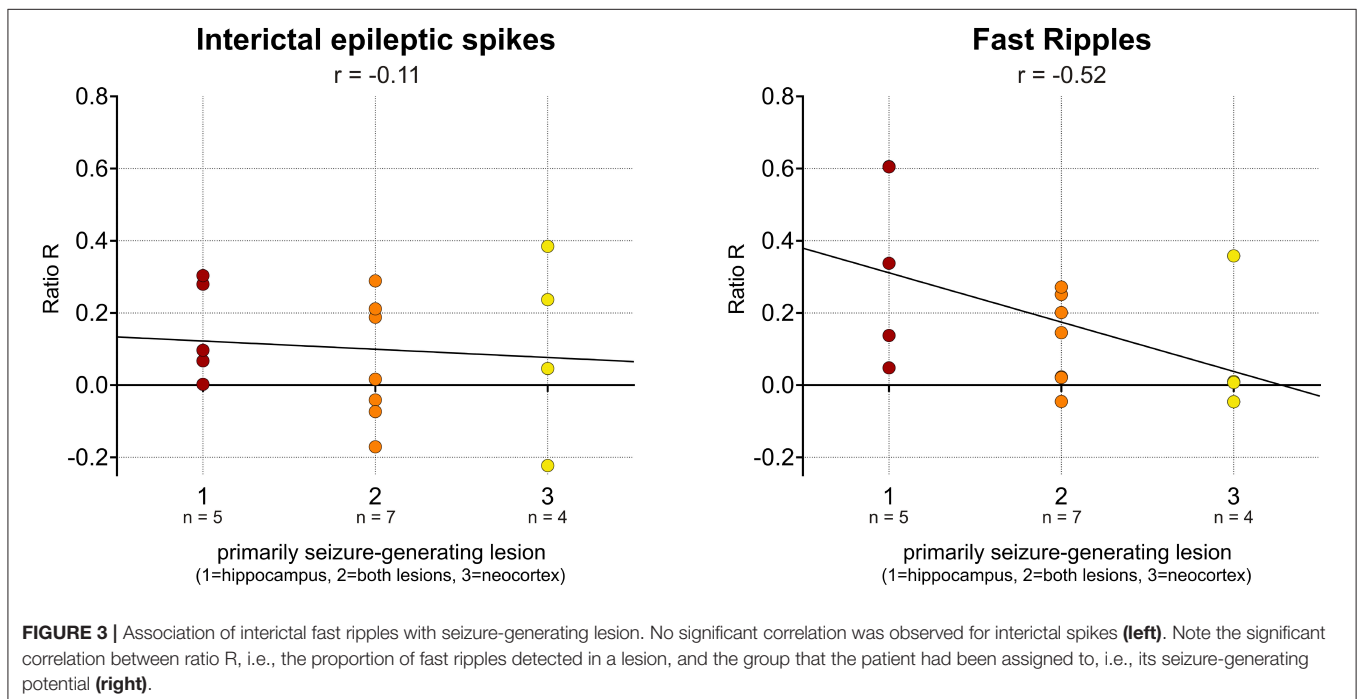 Interictal epileptic spikes
r = -0.11
0.8
0.6
0.4
0.2
0.0
-0.2
Ratio R
1
2
3
n = 5
n = 7
n = 4
primarily seizure-generating lesion
(1=hippocampus, 2=both lesions, 3=neocortex)
Fast Ripples
r = -0.52
0.8
0.6
0.4
0.2
0.0
-0.2
Ratio R
1
2
3
n = 5
n = 7
n = 4
primarily seizure-generating lesion
(1=hippocampus, 2=both lesions, 3=neocortex)
FIGURE 3 | Association of interictal fast ripples with seizure-generating lesion. No significant correlation was observed for interictal spikes (left). Note the significant
correlation between ratio R, i.e., the proportion of fast ripples detected in a lesion, and the group that the patient had been assigned to, i.e., its seizure-generating
potential (right).